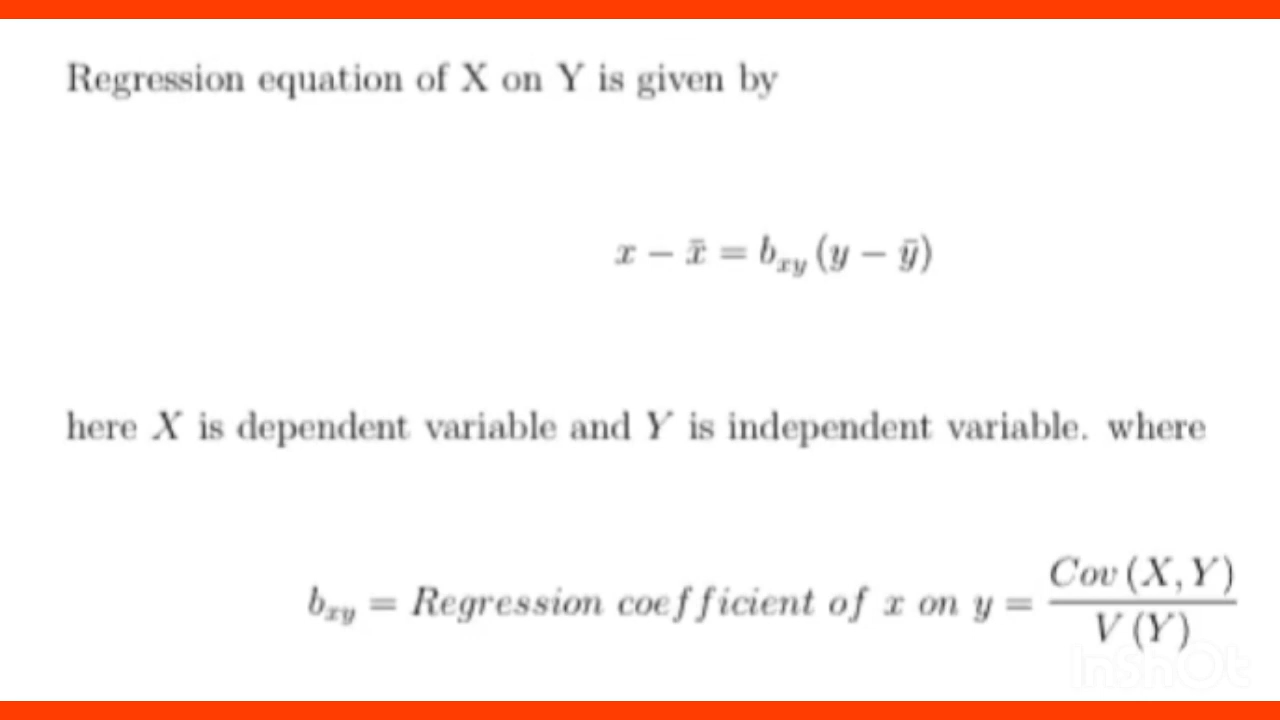 Regression equation of X on Y is given by
x − x̄ = b_xy (y − ȳ)
here X is dependent variable and Y is independent variable. where
b_xy = Regression coefficient of x on y = Cov (X, Y) / V (Y)
InShOt